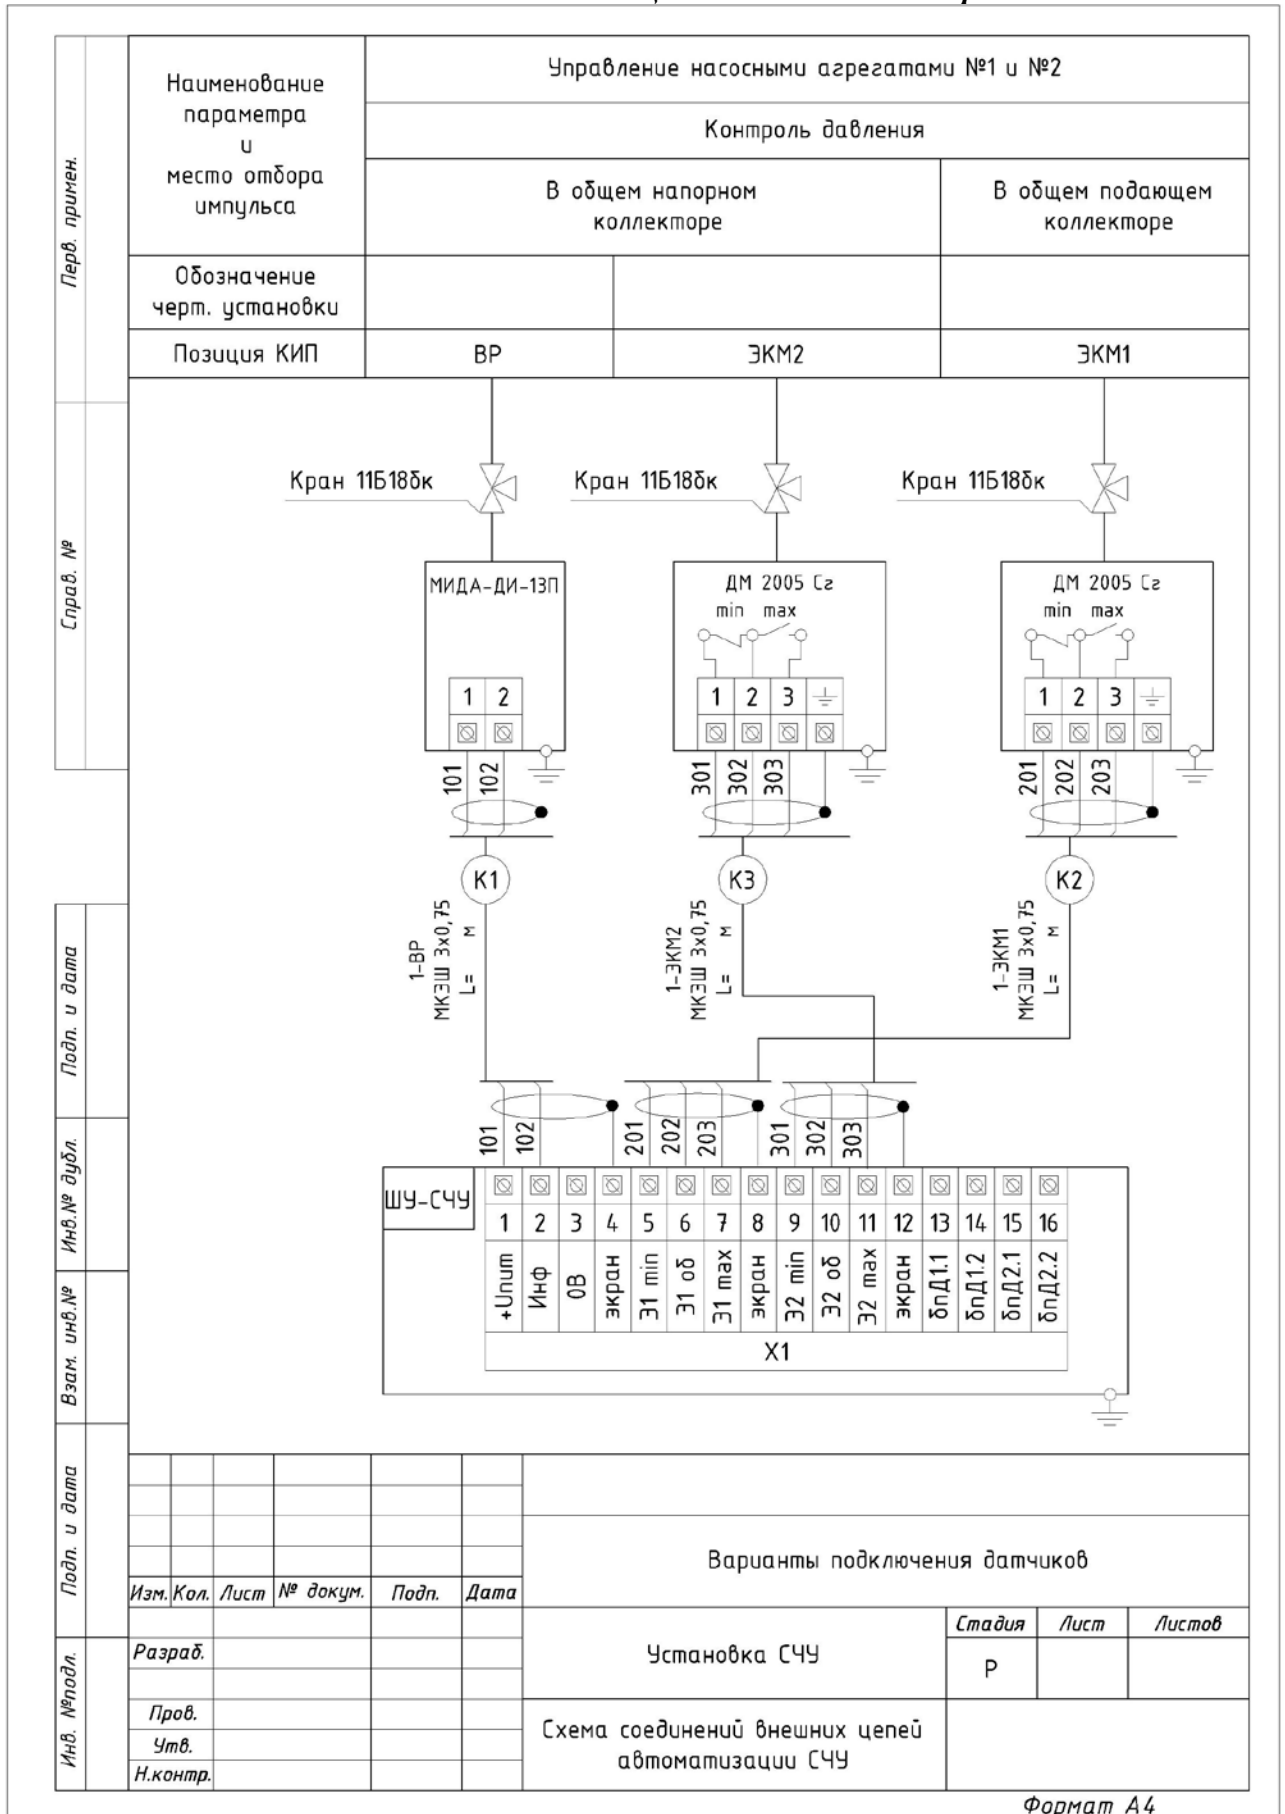 Наименование
параметра
и
место отбора
импульса
Управление насосными агрегатами №1 и №2
Контроль давления
В общем напорном
коллекторе
В общем подающем
коллекторе
Обозначение
черт. установки
Позиция КИП
ВР
ЭКМ2
ЭКМ1
Кран 11Б18бк
Кран 11Б18бк
Кран 11Б18бк
МИДА-ДИ-13П
1 2
ДМ 2005 Сг
min max
1 2 3
ДМ 2005 Сг
min max
1 2 3
101
102
301
302
303
201
202
203
К1
К3
К2
1-ВР
МКЭШ 3х0,75
L= м
1-ЭКМ2
МКЭШ 3х0,75
L= м
1-ЭКМ1
МКЭШ 3х0,75
L= м
101
102
201
202
203
301
302
303
ШУ-СЧУ
1 2 3 4 5 6 7 8 9 10 11 12 13 14 15 16
+Uпит
Инф
0В
экран
Э1 min
Э1 об
Э1 max
экран
Э2 min
Э2 об
Э2 max
экран
бпД1.1
бпД1.2
бпД2.1
бпД2.2
Х1
Перв. примен.
Справ. №
Подп. и дата
Инв.№ дубл.
Взам. инв.№
Подп. и дата
Инв. №подл.
Изм. Кол. Лист № докум. Подп. Дата
Разраб.
Пров.
Утв.
Н.контр.
Варианты подключения датчиков
Установка СЧУ
Стадия Лист Листов
Р
Схема соединений внешних цепей
автоматизации СЧУ
Формат А4